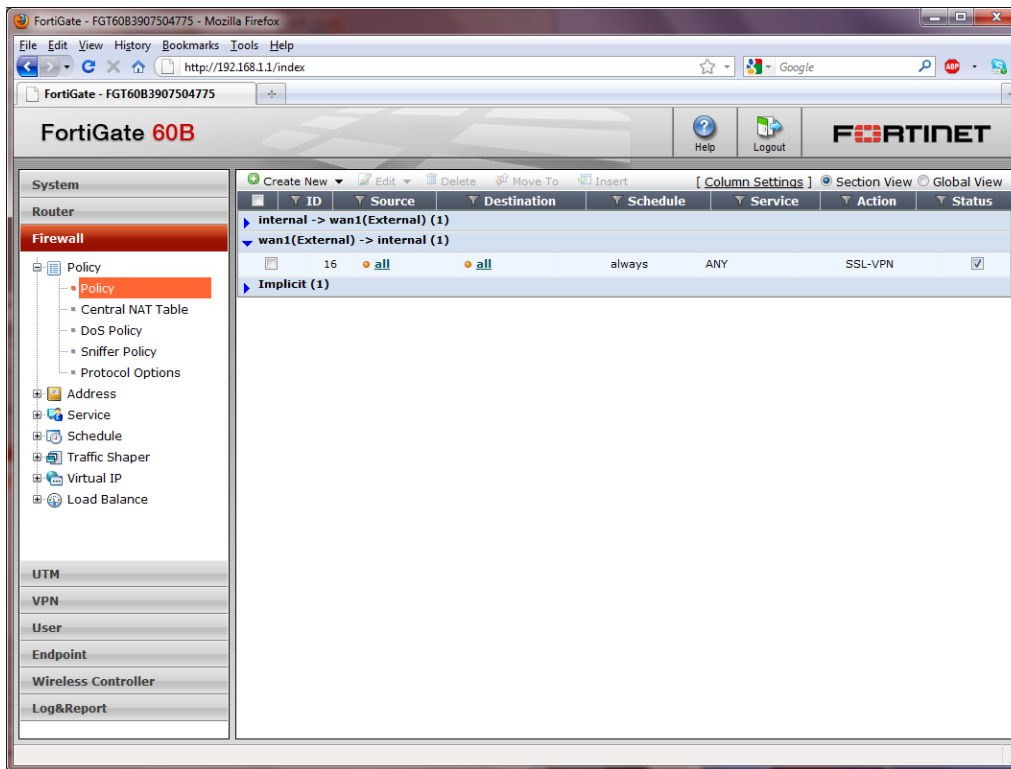 FortiGate - FGT60B3907504775 - Mozilla Firefox
File Edit View History Bookmarks Tools Help
http://192.168.1.1/index
Google
ABP
FortiGate - FGT60B3907504775
FortiGate 60B
Help
Logout
FORTINET
System
Router
Firewall
Policy
Policy
Central NAT Table
DoS Policy
Sniffer Policy
Protocol Options
Address
Service
Schedule
Traffic Shaper
Virtual IP
Load Balance
UTM
VPN
User
Endpoint
Wireless Controller
Log&Report
Create New Edit Delete Move To Insert [ Column Settings ] Section View Global View
ID Source Destination Schedule Service Action Status
internal -> wan1(External) (1)
wan1(External) -> internal (1)
16 all all always ANY SSL-VPN
Implicit (1)